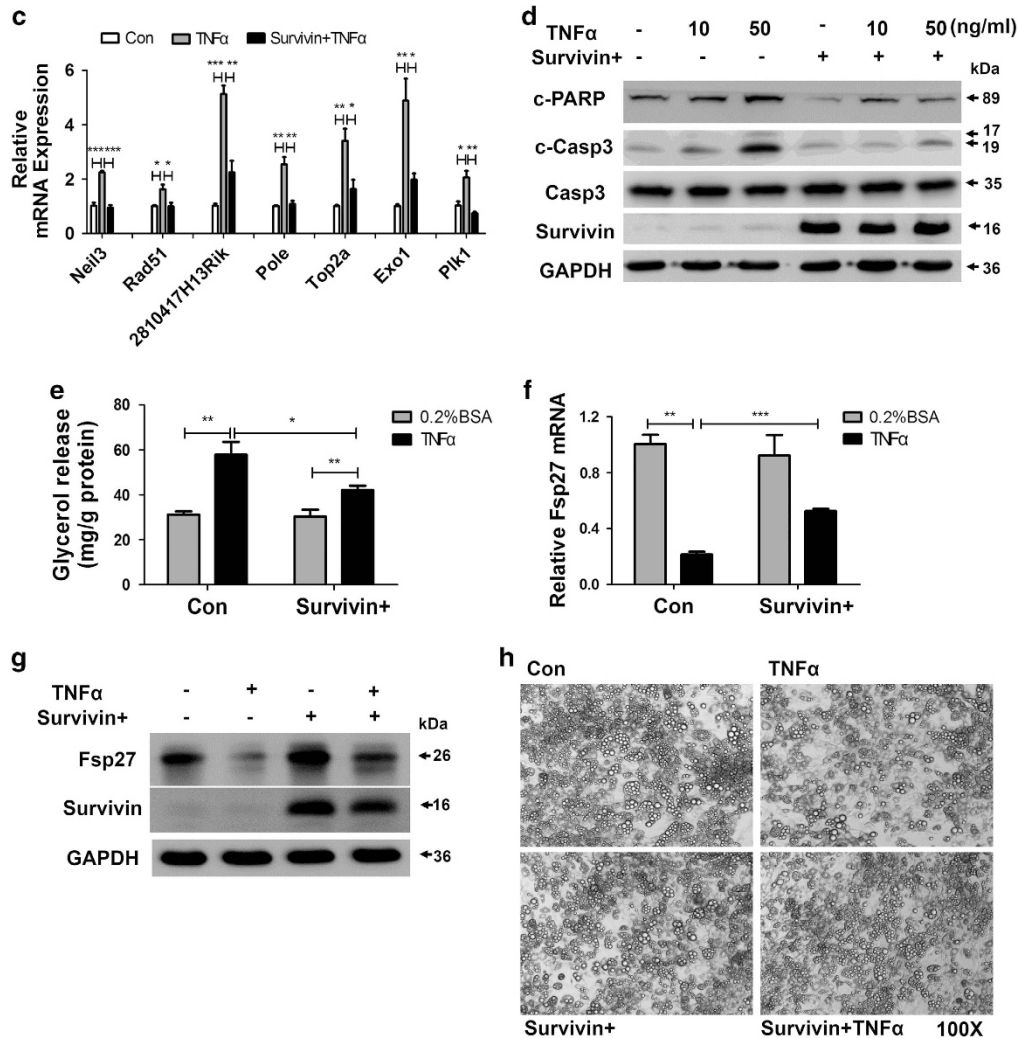 c
Con TNFα Survivin+TNFα
Relative
mRNA Expression
6
4
2
0
*** *** * * *** ** ** ** ** * ** * * **
Neil3 Rad51 2810417H13Rik Pole Top2a Exo1 Plk1
d
TNFα - 10 50 - 10 50 (ng/ml)
Survivin+ - - - + + +
kDa
c-PARP 89
c-Casp3 17
19
Casp3 35
Survivin 16
GAPDH 36
e
Glycerol release
(mg/g protein)
80
60
40
20
0
0.2%BSA
TNFα
** * **
Con Survivin+
f
Relative Fsp27 mRNA
1.2
0.9
0.6
0.4
0.0
0.2%BSA
TNFα
** ***
Con Survivin+
g
TNFα - + - +
Survivin+ - - + +
kDa
Fsp27 26
Survivin 16
GAPDH 36
h
Con TNFα
Survivin+ Survivin+TNFα 100X